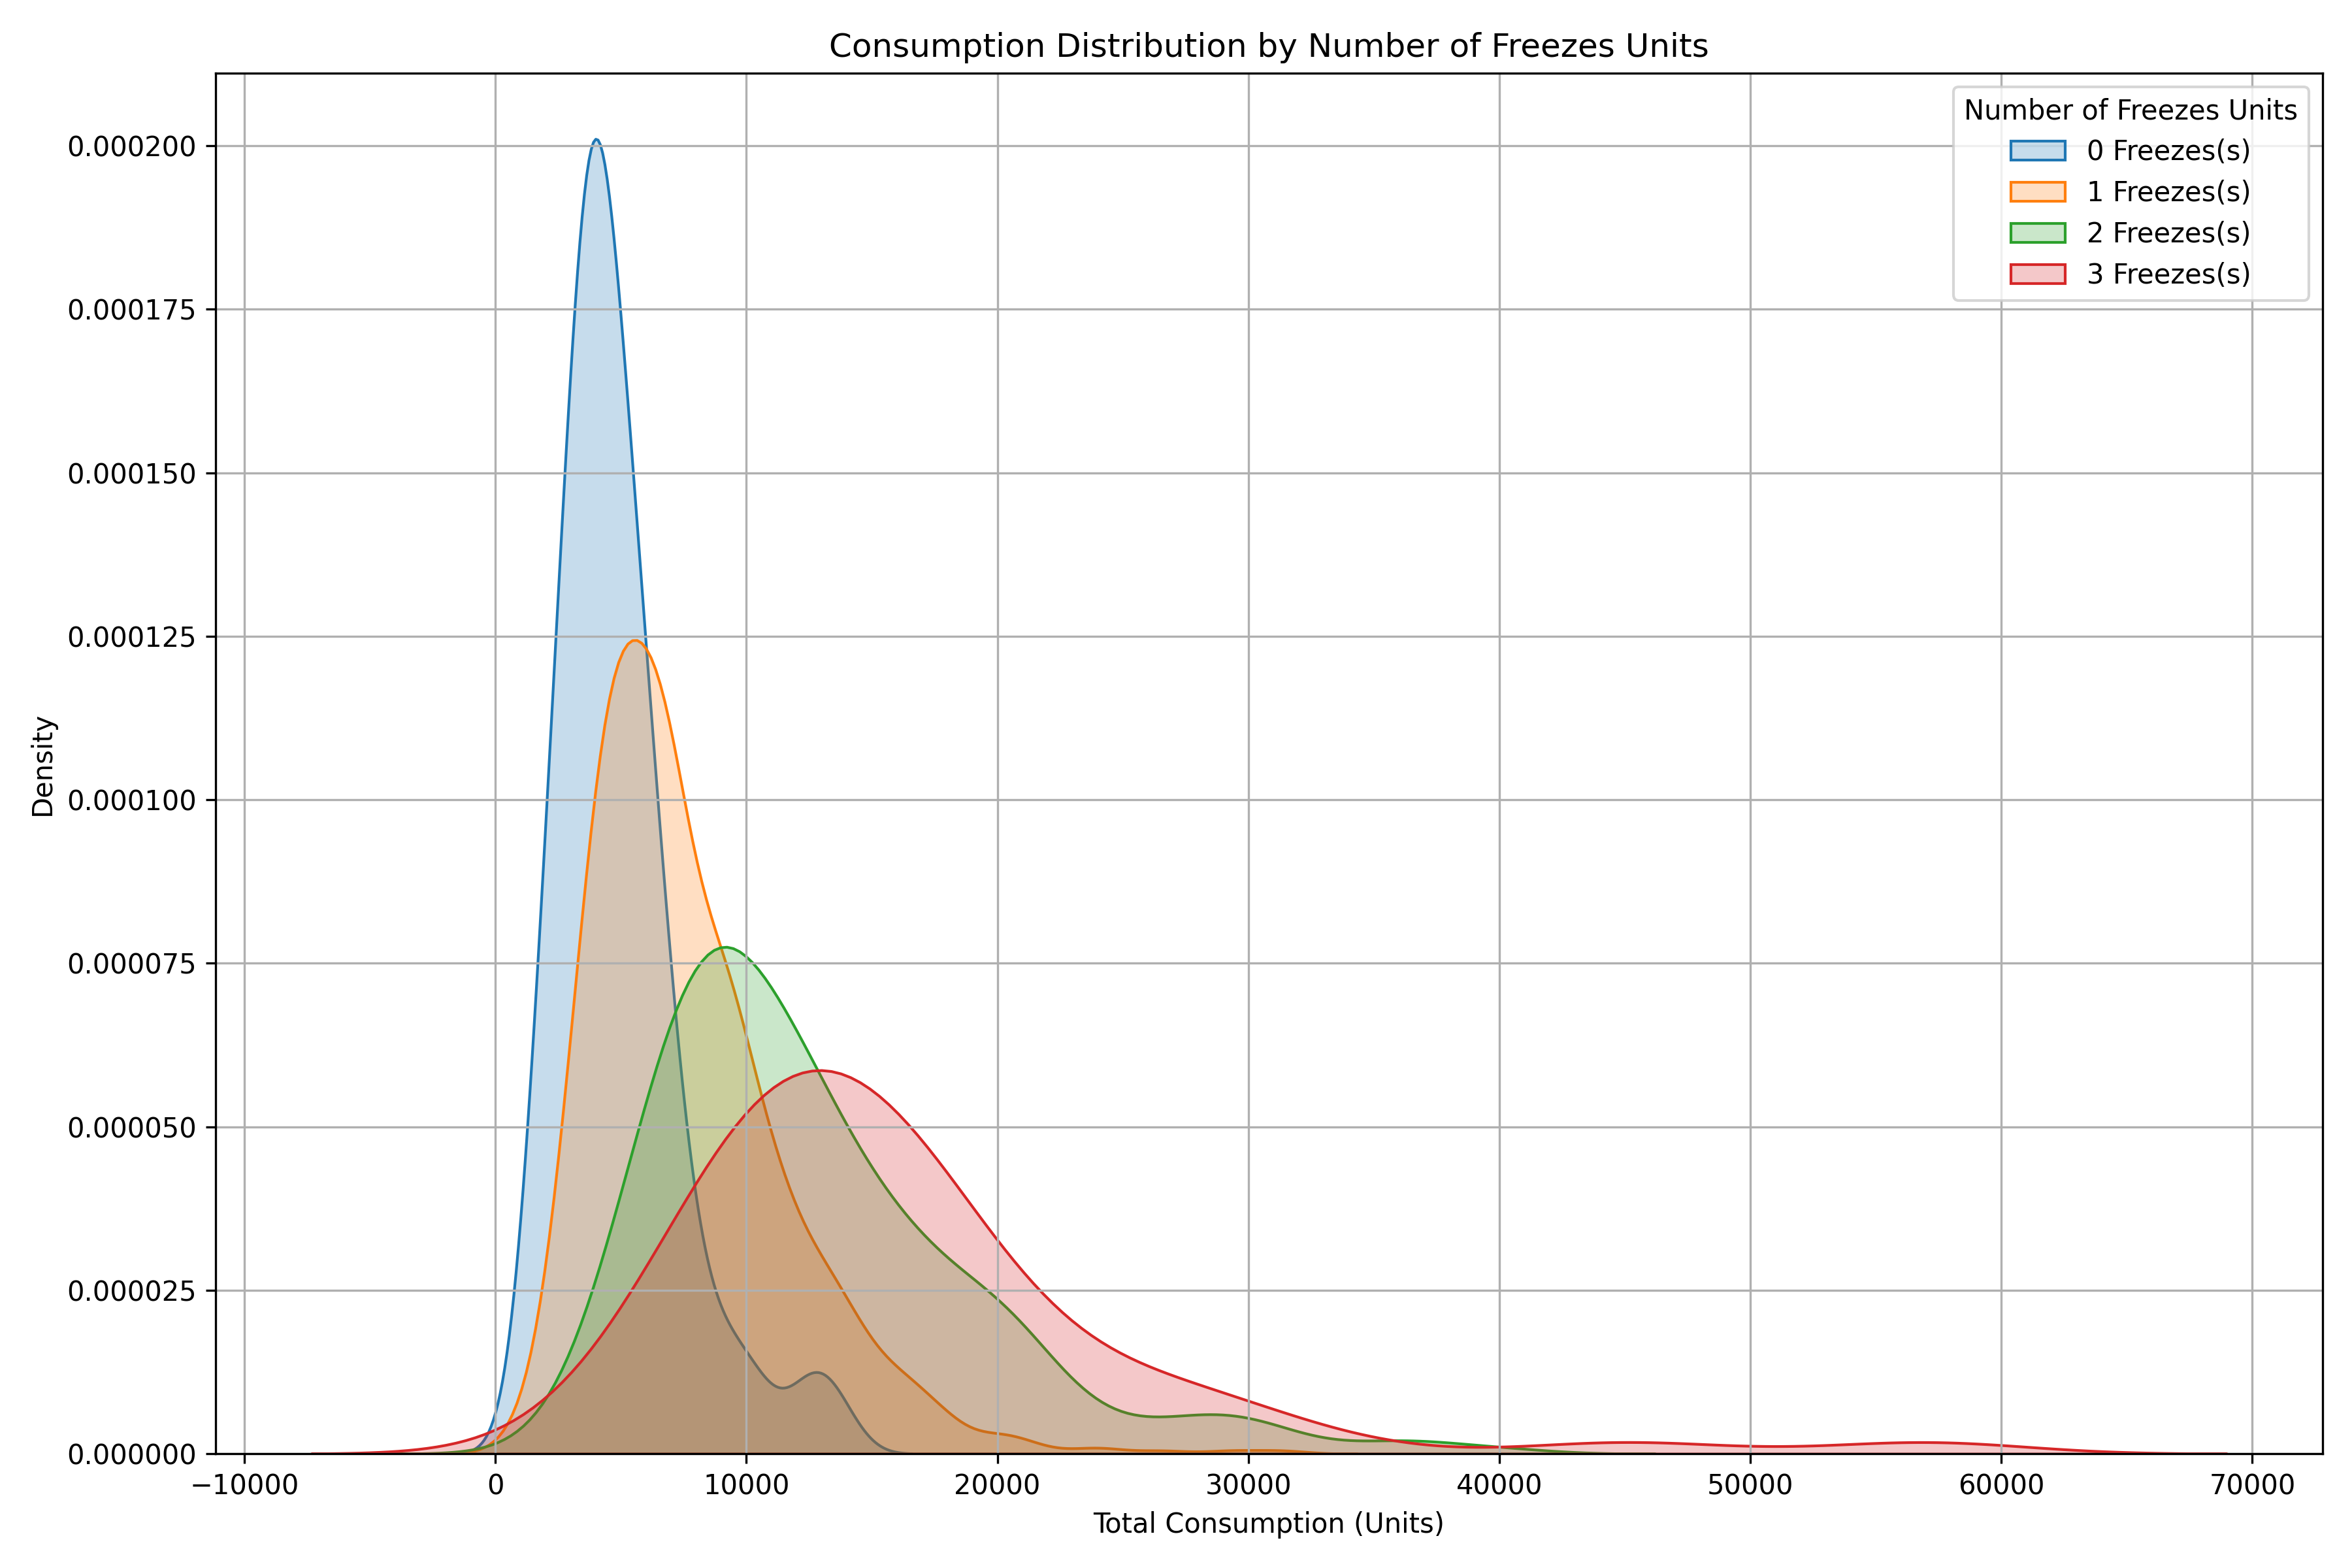 Consumption Distribution by Number of Freezes Units
Number of Freezes Units
0 Freezes(s)
1 Freezes(s)
2 Freezes(s)
3 Freezes(s)
Density
0.000200
0.000175
0.000150
0.000125
0.000100
0.000075
0.000050
0.000025
0.000000
−10000 0 10000 20000 30000 40000 50000 60000 70000
Total Consumption (Units)